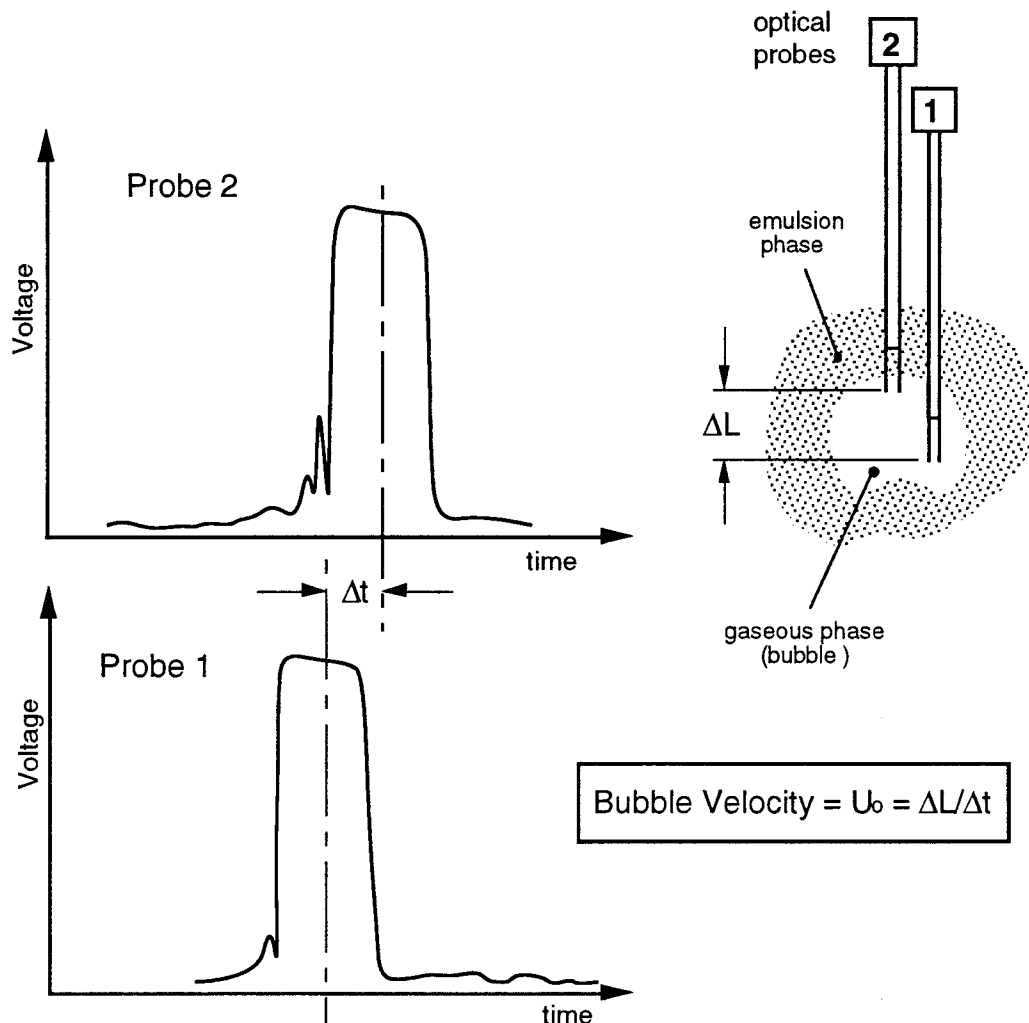 optical
probes
2
1
Probe 2
Voltage
emulsion
phase
ΔL
time
Δt
Probe 1
gaseous phase
(bubble )
Voltage
Bubble Velocity = U₀ = ΔL/Δt
time